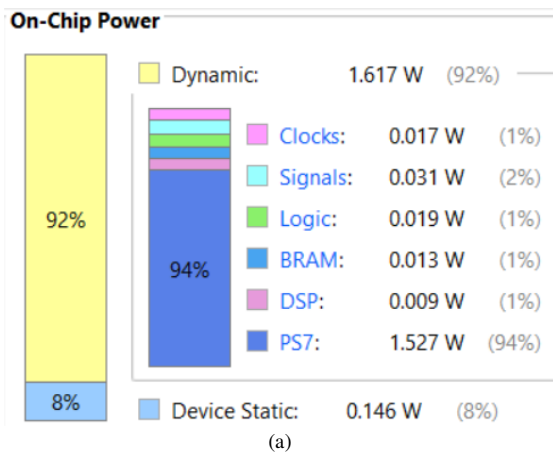 On-Chip Power
Dynamic: 1.617 W (92%)
Clocks: 0.017 W (1%)
Signals: 0.031 W (2%)
92%
Logic: 0.019 W (1%)
BRAM: 0.013 W (1%)
94%
DSP: 0.009 W (1%)
PS7: 1.527 W (94%)
8%
Device Static: 0.146 W (8%)
(a)